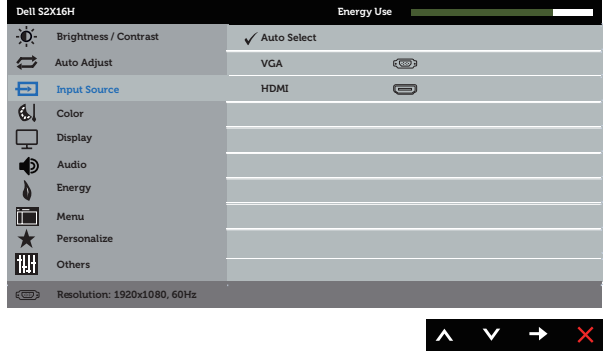 Dell S2X16H Energy Use
Brightness / Contrast
Auto Select
Auto Adjust
VGA
Input Source
HDMI
Color
Display
Audio
Energy
Menu
Personalize
Others
Resolution: 1920x1080, 60Hz